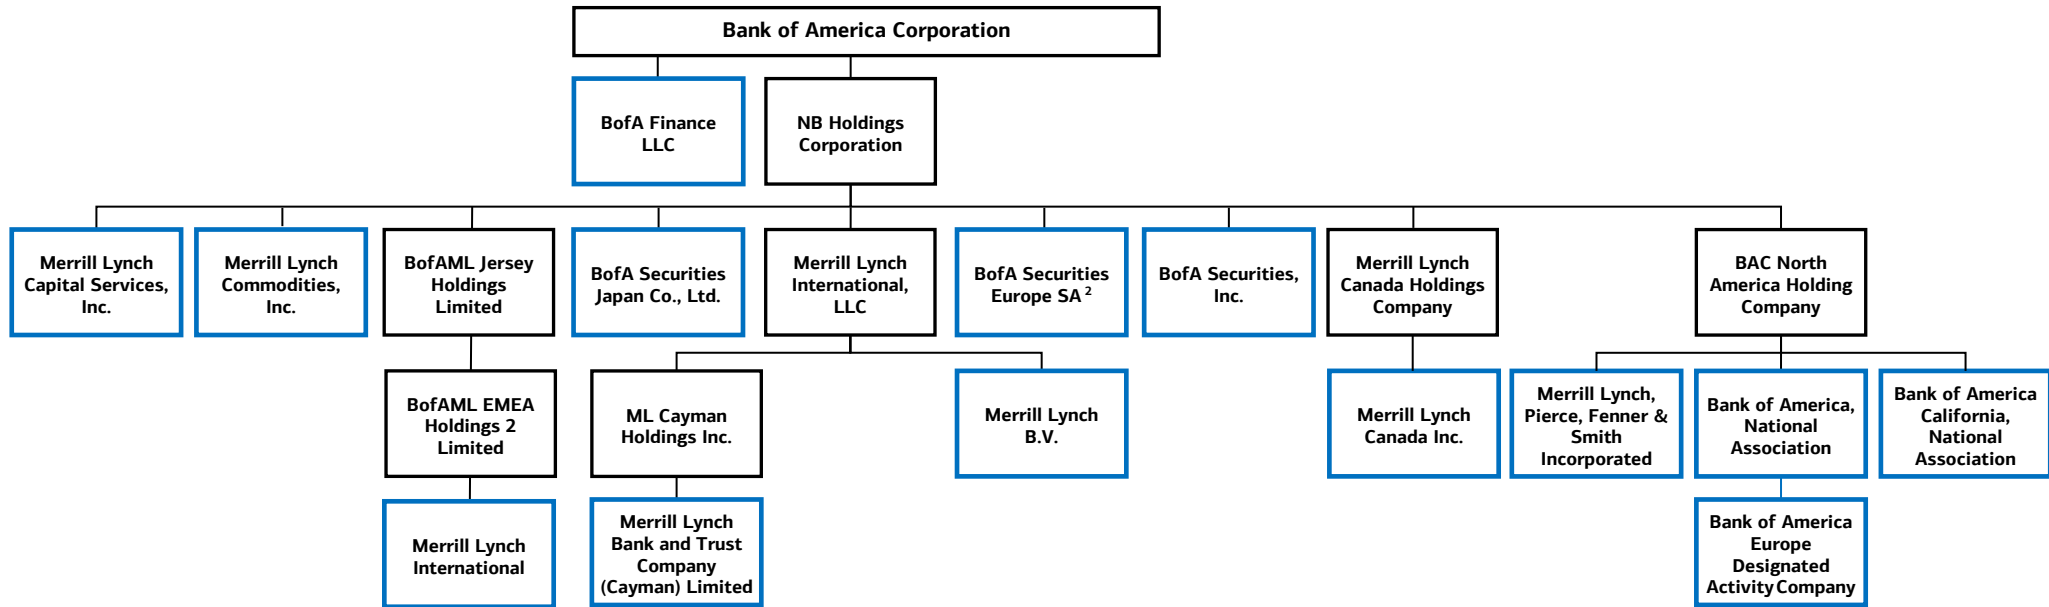 Bank of America Corporation
BofA Finance
LLC
NB Holdings
Corporation
Merrill Lynch
Capital Services,
Inc.
Merrill Lynch
Commodities,
Inc.
BofAML Jersey
Holdings
Limited
BofA Securities
Japan Co., Ltd.
Merrill Lynch
International,
LLC
BofA Securities
Europe SA 2
BofA Securities,
Inc.
Merrill Lynch
Canada Holdings
Company
BAC North
America Holding
Company
BofAML EMEA
Holdings 2
Limited
ML Cayman
Holdings Inc.
Merrill Lynch
B.V.
Merrill Lynch
Canada Inc.
Merrill Lynch,
Pierce, Fenner &
Smith
Incorporated
Bank of America,
National
Association
Bank of America
California,
National
Association
Merrill Lynch
International
Merrill Lynch
Bank and Trust
Company
(Cayman) Limited
Bank of America
Europe
Designated
Activity Company